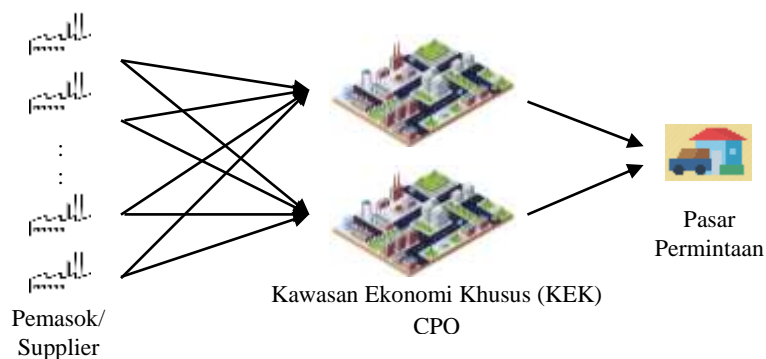 :
:
Pasar
Permintaan
Kawasan Ekonomi Khusus (KEK)
CPO
Pemasok/
Supplier